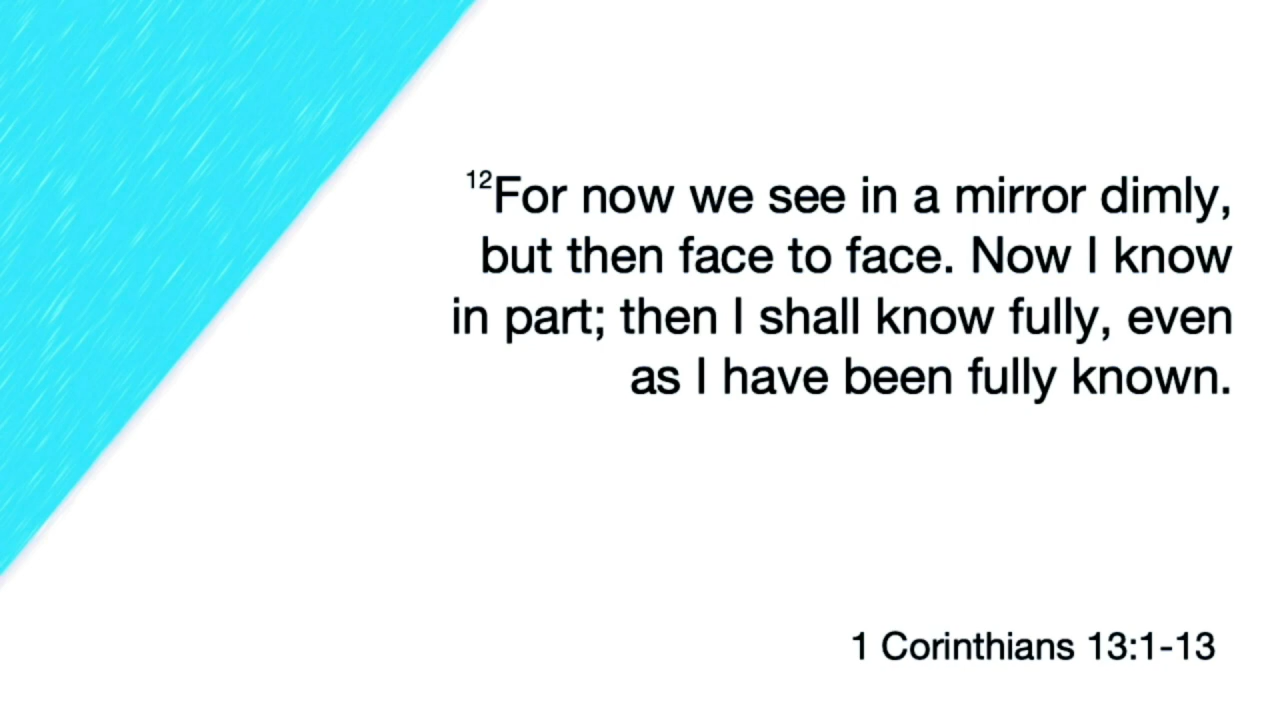 12For now we see in a mirror dimly,
but then face to face. Now I know
in part; then I shall know fully, even
as I have been fully known.
1 Corinthians 13:1-13